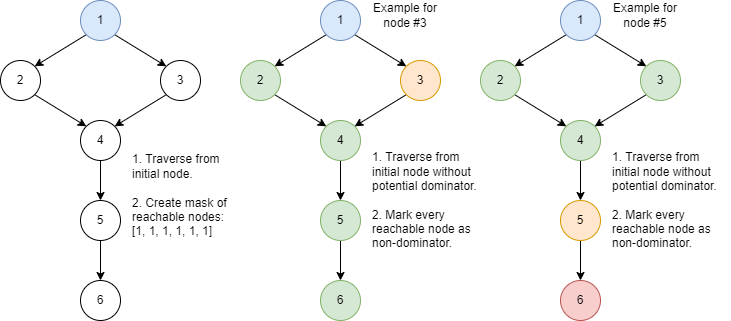 1
2
3
4
1. Traverse from
initial node.
2. Create mask of
reachable nodes:
[1, 1, 1, 1, 1, 1]
5
6
Example for
node #3
1
2
3
4
1. Traverse from
initial node without
potential dominator.
2. Mark every
reachable node as
non-dominator.
5
6
Example for
node #5
1
2
3
4
1. Traverse from
initial node without
potential dominator.
2. Mark every
reachable node as
non-dominator.
5
6